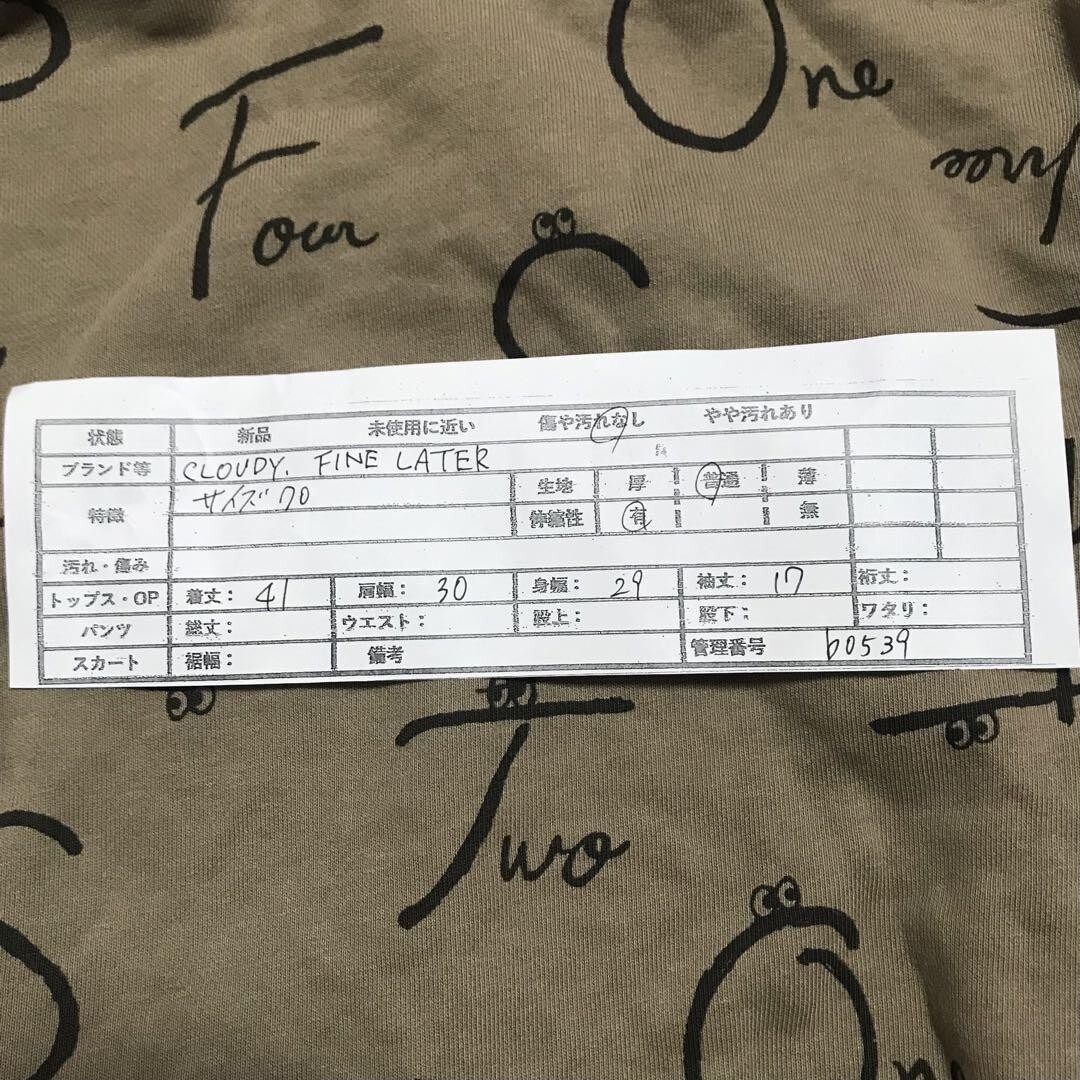 One
Four
Three
状態 新品 未使用に近い 傷や汚れなし やや汚れあり
ブランド等 CLOUDY. FINE LATER
特徴 サイズ70 生地 厚 普通 薄
伸縮性 有 無
汚れ・傷み
トップス・OP 着丈: 41 肩幅: 30 身幅: 29 袖丈: 17 裄丈:
パンツ 総丈: ウエスト: 股上: 股下: ワタリ:
スカート 裾幅: 備考 管理番号 b0539
Two